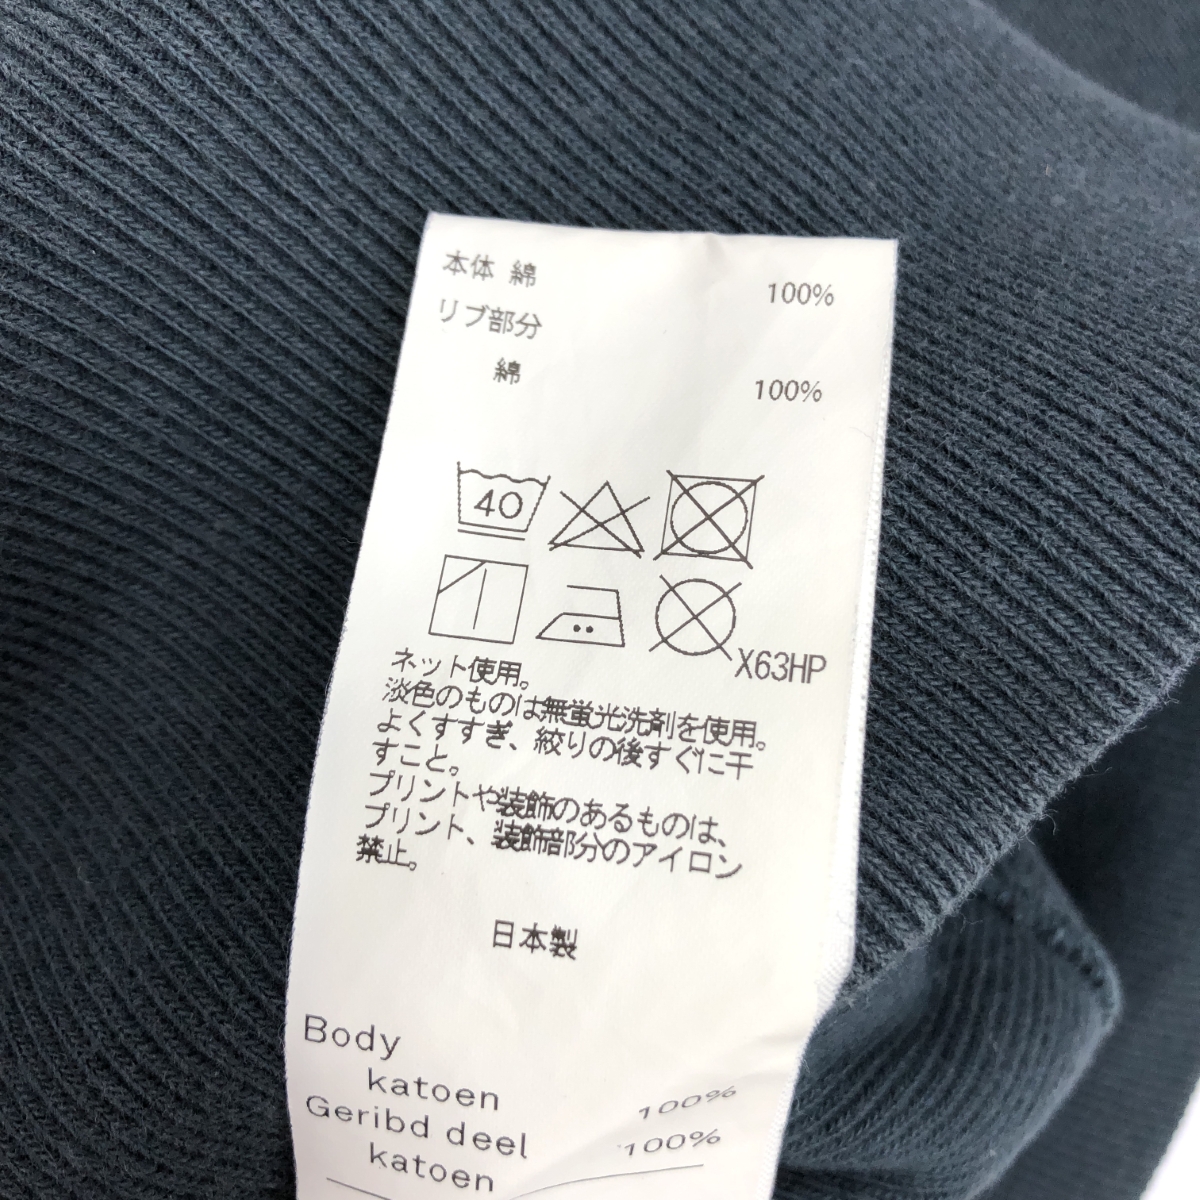 本体 綿 100%
リブ部分
綿 100%
40
X63HP
ネット使用。
淡色のものは無蛍光洗剤を使用。
よくすすぎ、絞りの後すぐに干
すこと。
プリントや装飾のあるものは、
プリント、装飾部分のアイロン
禁止。
日本製
Body
katoen 100%
Geribd deel
katoen 100%